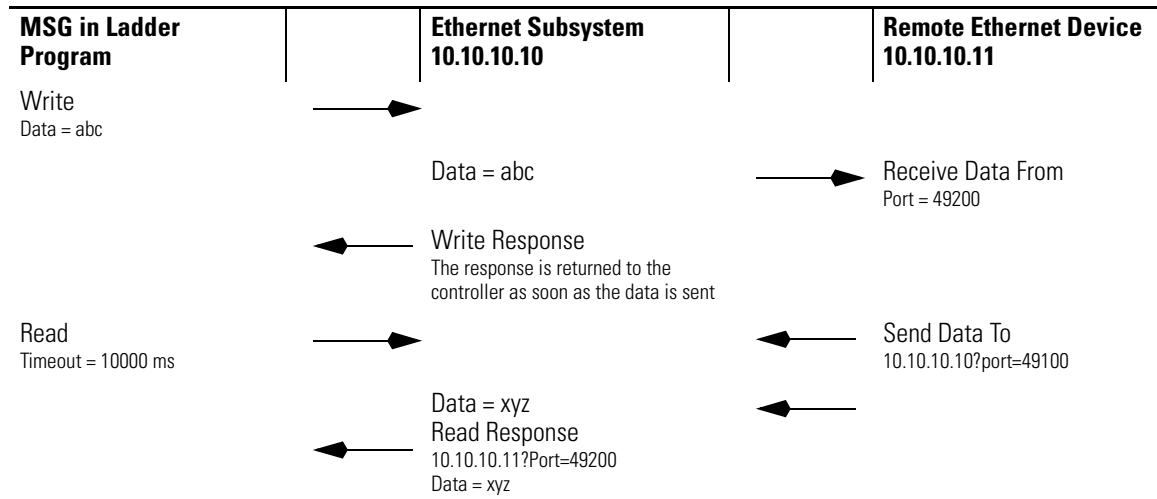 MSG in Ladder
Program
Ethernet Subsystem
10.10.10.10
Remote Ethernet Device
10.10.10.11
Write
Data = abc
Data = abc
Receive Data From
Port = 49200
Write Response
The response is returned to the
controller as soon as the data is sent
Read
Timeout = 10000 ms
Send Data To
10.10.10.10?port=49100
Data = xyz
Read Response
10.10.10.11?Port=49200
Data = xyz